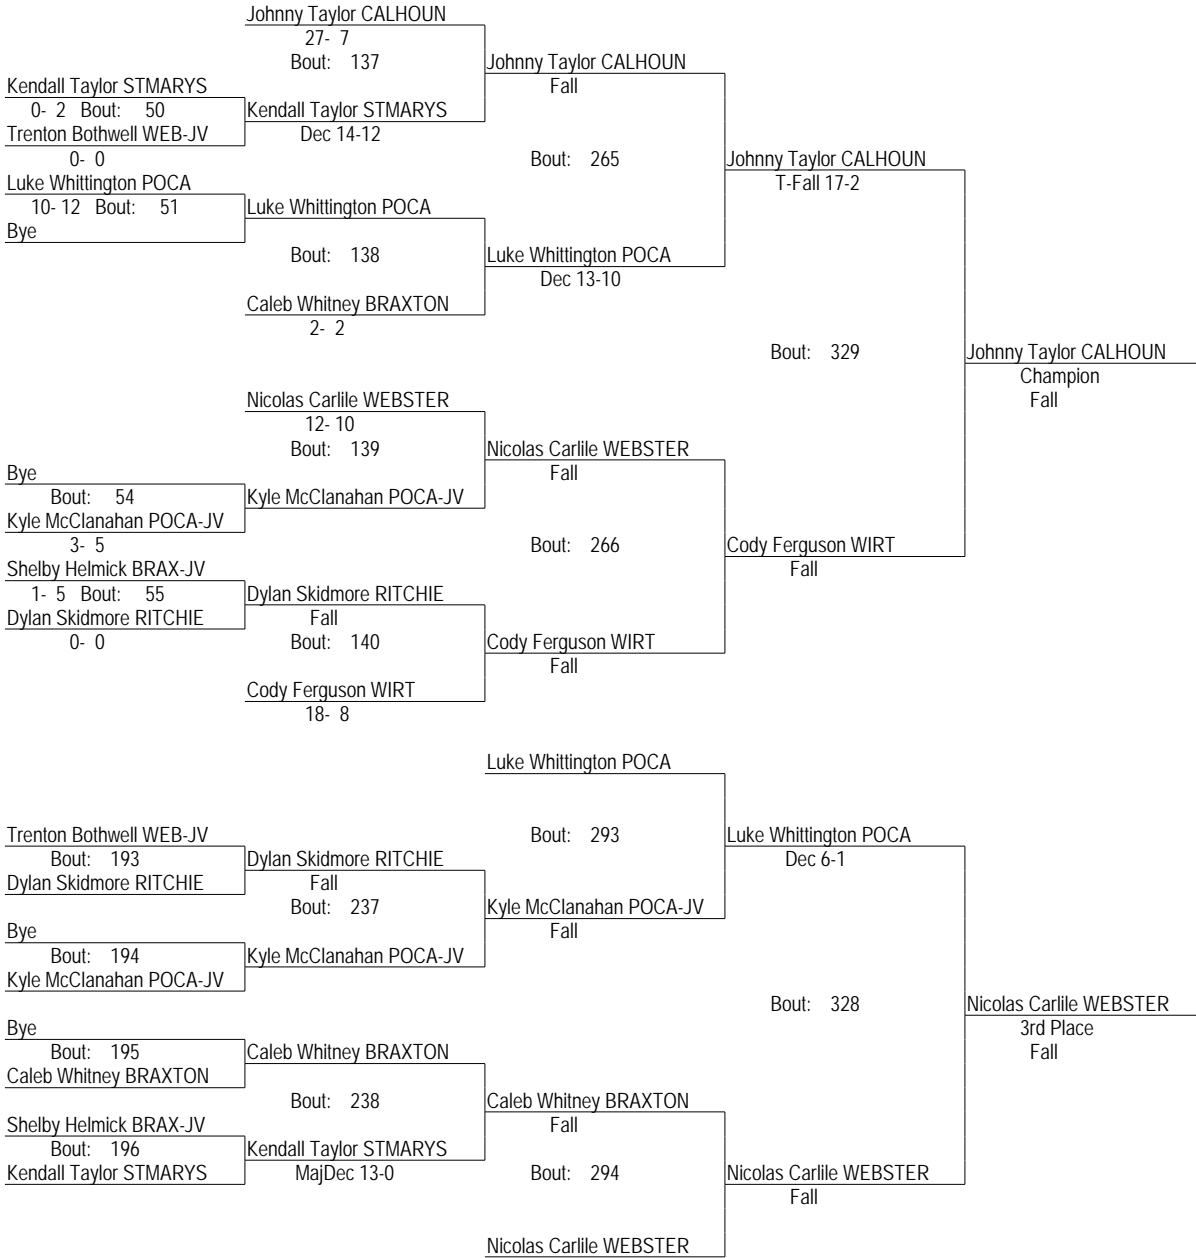 Johnny Taylor CALHOUN
27- 7
Bout: 137
Johnny Taylor CALHOUN
Fall
Kendall Taylor STMARYS
0- 2 Bout: 50
Kendall Taylor STMARYS
Dec 14-12
Trenton Bothwell WEB-JV
0- 0
Bout: 265
Johnny Taylor CALHOUN
T-Fall 17-2
Luke Whittington POCA
10- 12 Bout: 51
Luke Whittington POCA
Bye
Bout: 138
Luke Whittington POCA
Dec 13-10
Caleb Whitney BRAXTON
2- 2
Bout: 329
Johnny Taylor CALHOUN
Champion
Fall
Nicolas Carlile WEBSTER
12- 10
Bout: 139
Nicolas Carlile WEBSTER
Fall
Bye
Bout: 54
Kyle McClanahan POCA-JV
Kyle McClanahan POCA-JV
3- 5
Bout: 266
Cody Ferguson WIRT
Fall
Shelby Helmick BRAX-JV
1- 5 Bout: 55
Dylan Skidmore RITCHIE
Fall
Dylan Skidmore RITCHIE
0- 0
Bout: 140
Cody Ferguson WIRT
Fall
Cody Ferguson WIRT
18- 8
Luke Whittington POCA
Trenton Bothwell WEB-JV
Bout: 193
Dylan Skidmore RITCHIE
Bout: 293
Luke Whittington POCA
Dec 6-1
Dylan Skidmore RITCHIE
Fall
Bout: 237
Kyle McClanahan POCA-JV
Fall
Bye
Bout: 194
Kyle McClanahan POCA-JV
Kyle McClanahan POCA-JV
Bout: 328
Nicolas Carlile WEBSTER
3rd Place
Fall
Bye
Bout: 195
Caleb Whitney BRAXTON
Caleb Whitney BRAXTON
Bout: 238
Caleb Whitney BRAXTON
Fall
Shelby Helmick BRAX-JV
Bout: 196
Kendall Taylor STMARYS
Kendall Taylor STMARYS
MajDec 13-0
Bout: 294
Nicolas Carlile WEBSTER
Fall
Nicolas Carlile WEBSTER